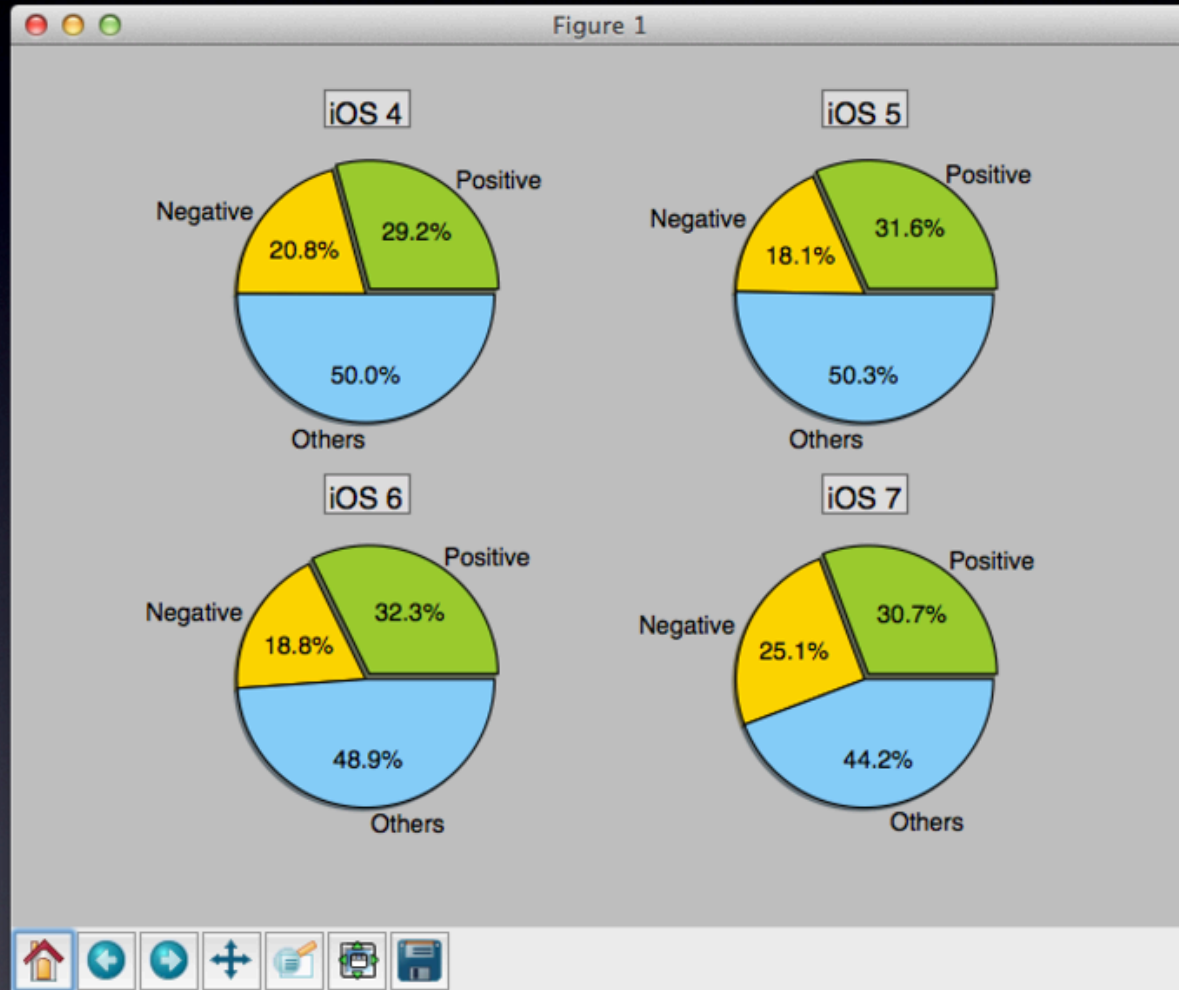 Figure 1
iOS 4
Positive
Negative
29.2%
20.8%
50.0%
Others
iOS 5
Positive
Negative
31.6%
18.1%
50.3%
Others
iOS 6
Positive
Negative
32.3%
18.8%
48.9%
Others
iOS 7
Positive
Negative
30.7%
25.1%
44.2%
Others